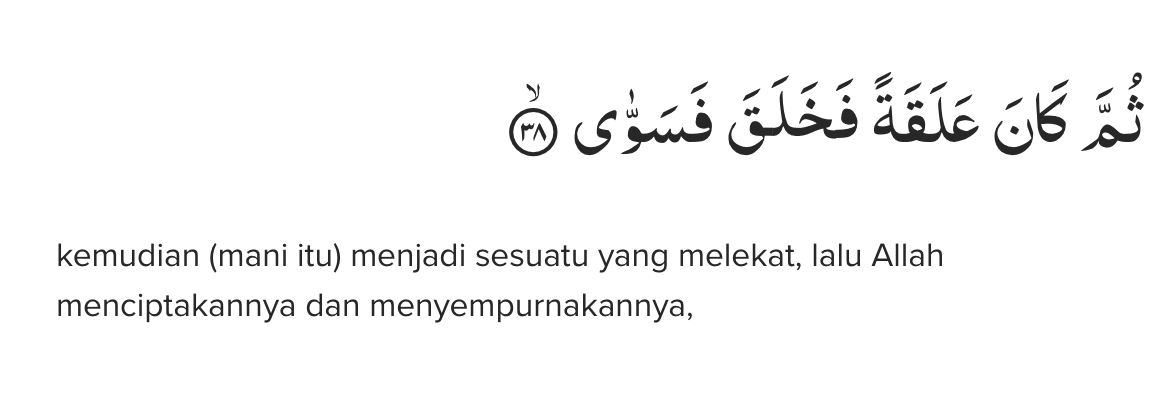 ثُمَّ كَانَ عَلَقَةً فَخَلَقَ فَسَوّٰى ۙ ٣٨
kemudian (mani itu) menjadi sesuatu yang melekat, lalu Allah
menciptakannya dan menyempurnakannya,